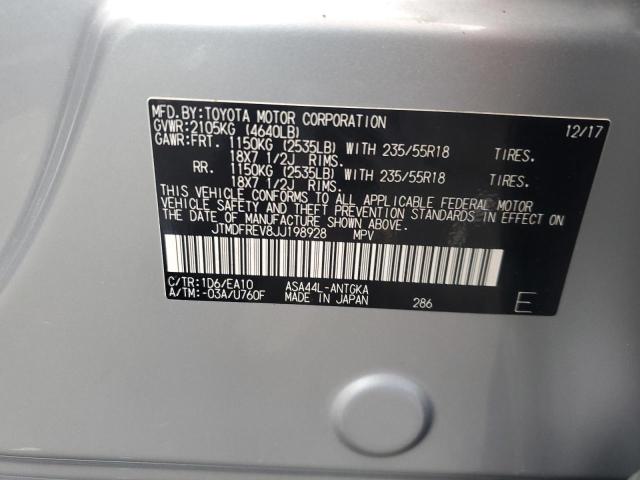 MFD.BY:TOYOTA MOTOR CORPORATION 12/17
GVWR:2105KG (4640LB)
GAWR:FRT. 1150KG (2535LB) WITH 235/55R18 TIRES.
18X7 1/2J RIMS.
RR. 1150KG (2535LB) WITH 235/55R18 TIRES.
18X7 1/2J RIMS.
THIS VEHICLE CONFORMS TO ALL APPLICABLE FEDERAL MOTOR
VEHICLE SAFETY AND THEFT PREVENTION STANDARDS IN EFFECT ON
THE DATE OF MANUFACTURE SHOWN ABOVE.
JTMDFREV8JJ198928 MPV
C/TR:1D6/EA10 ASA44L-ANTGKA
A/TM:-03A/U760F MADE IN JAPAN 286 E